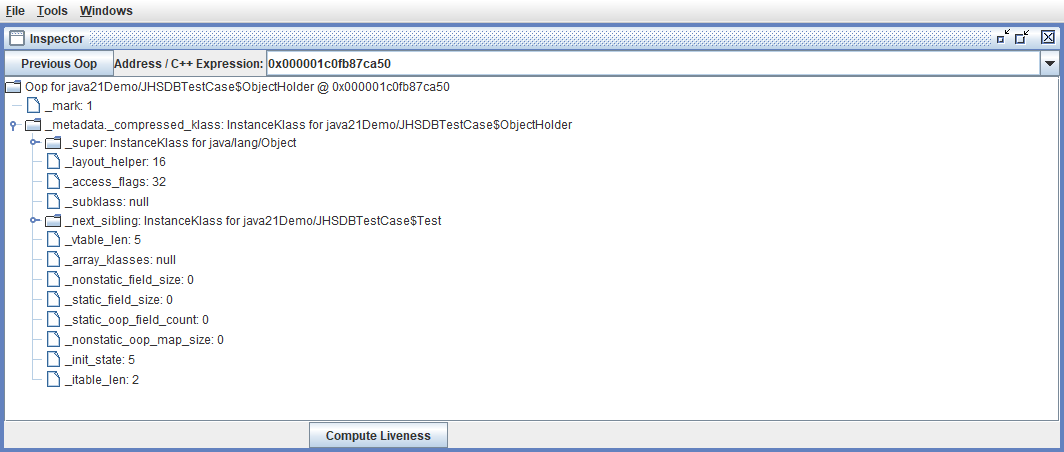 File Tools Windows
Inspector
Previous Oop Address / C++ Expression: 0x000001c0fb87ca50
Oop for java21Demo/JHSDBTestCase$ObjectHolder @ 0x000001c0fb87ca50
_mark: 1
_metadata._compressed_klass: InstanceKlass for java21Demo/JHSDBTestCase$ObjectHolder
_super: InstanceKlass for java/lang/Object
_layout_helper: 16
_access_flags: 32
_subklass: null
_next_sibling: InstanceKlass for java21Demo/JHSDBTestCase$Test
_vtable_len: 5
_array_klasses: null
_nonstatic_field_size: 0
_static_field_size: 0
_static_oop_field_count: 0
_nonstatic_oop_map_size: 0
_init_state: 5
_itable_len: 2
Compute Liveness